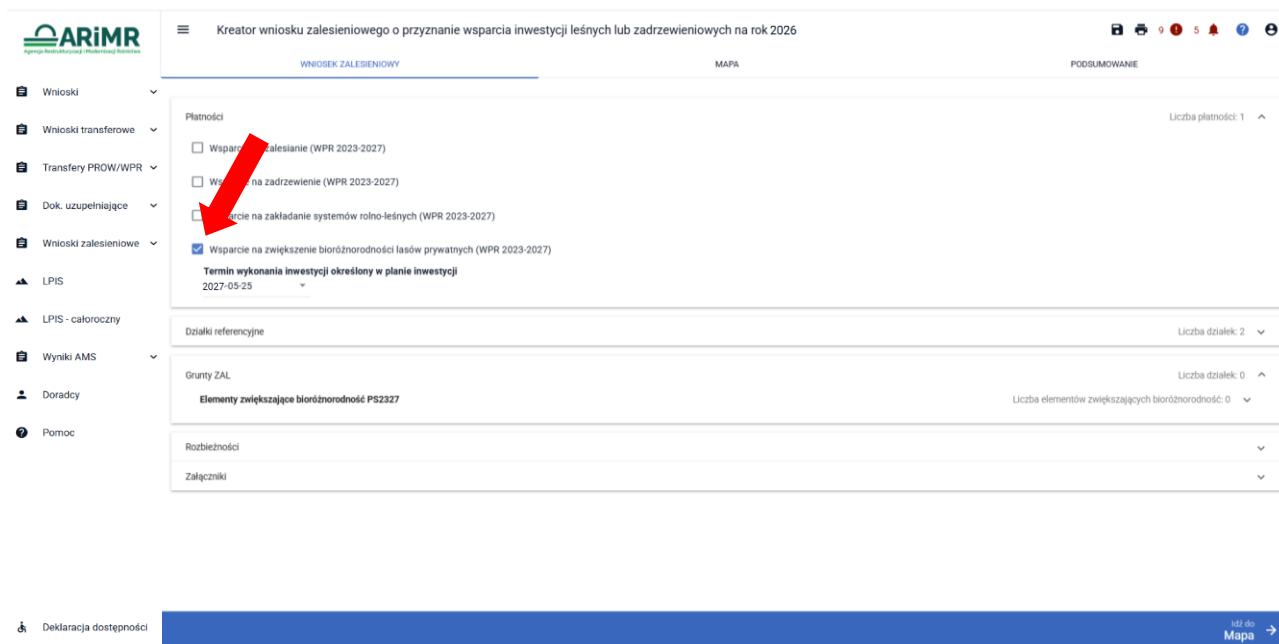 ARiMR
Agencja Restrukturyzacji i Modernizacji Rolnictwa
Kreator wniosku zalesieniowego o przyznanie wsparcia inwestycji leśnych lub zadrzewieniowych na rok 2026
9 5
WNIOSEK ZALESIENIOWY
MAPA
PODSUMOWANIE
Wnioski
Wnioski transferowe
Transfery PROW/WPR
Dok. uzupełniające
Wnioski zalesieniowe
LPIS
LPIS - całoroczny
Wyniki AMS
Doradcy
Pomoc
Deklaracja dostępności
Płatności
Liczba płatności: 1
zalesianie (WPR 2023-2027)
na zadrzewienie (WPR 2023-2027)
na zakładanie systemów rolno-leśnych (WPR 2023-2027)
Wsparcie na zwiększenie bioróżnorodności lasów prywatnych (WPR 2023-2027)
Termin wykonania inwestycji określony w planie inwestycji
2027-05-25
Działki referencyjne
Liczba działek: 2
Grunty ZAL
Liczba działek: 0
Elementy zwiększające bioróżnorodność PS2327
Liczba elementów zwiększających bioróżnorodność: 0
Rozbieżności
Załączniki
Idź do
Mapa